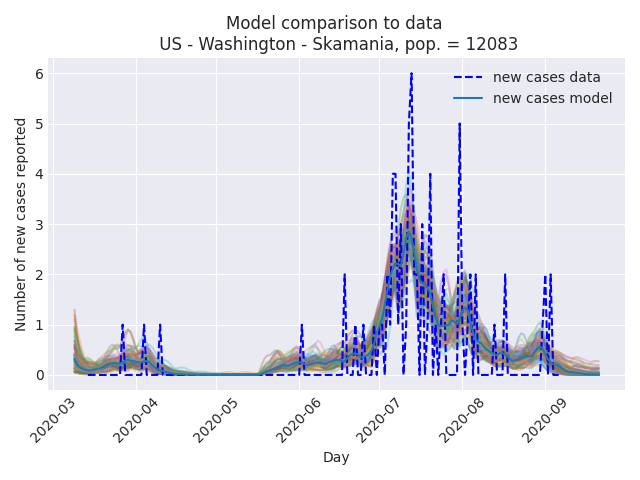 Model comparison to data
US - Washington - Skamania, pop. = 12083
new cases data
new cases model
Number of new cases reported
6
5
4
3
2
1
0
2020-03
2020-04
2020-05
2020-06
2020-07
2020-08
2020-09
Day